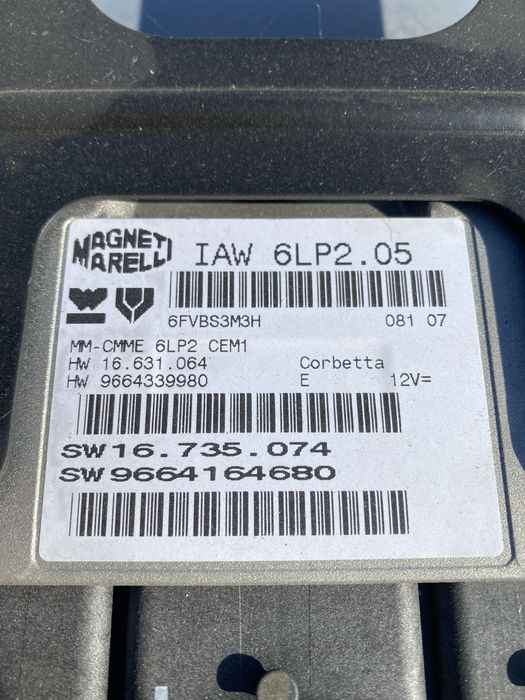 MAGNETI
MARELLI
IAW 6LP2.05
6FVBS3M3H 081 07
MM-CMME 6LP2 CEM1
HW 16.631.064 Corbetta
HW 9664339980 E 12V=
SW16.735.074
SW9664164680